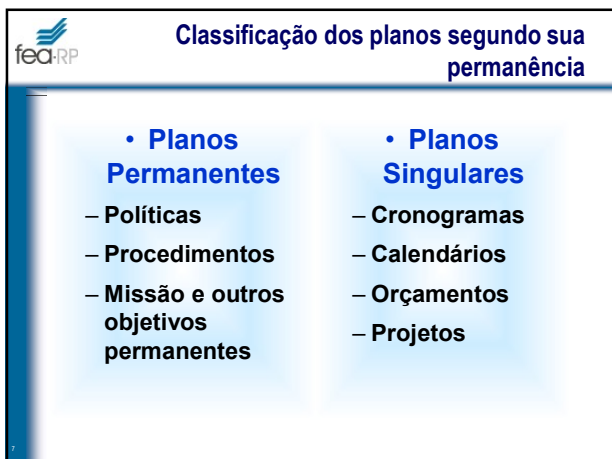 fea-RP
Classificação dos planos segundo sua
permanência
• Planos
Permanentes
– Políticas
– Procedimentos
– Missão e outros
objetivos
permanentes
• Planos
Singulares
– Cronogramas
– Calendários
– Orçamentos
– Projetos
7